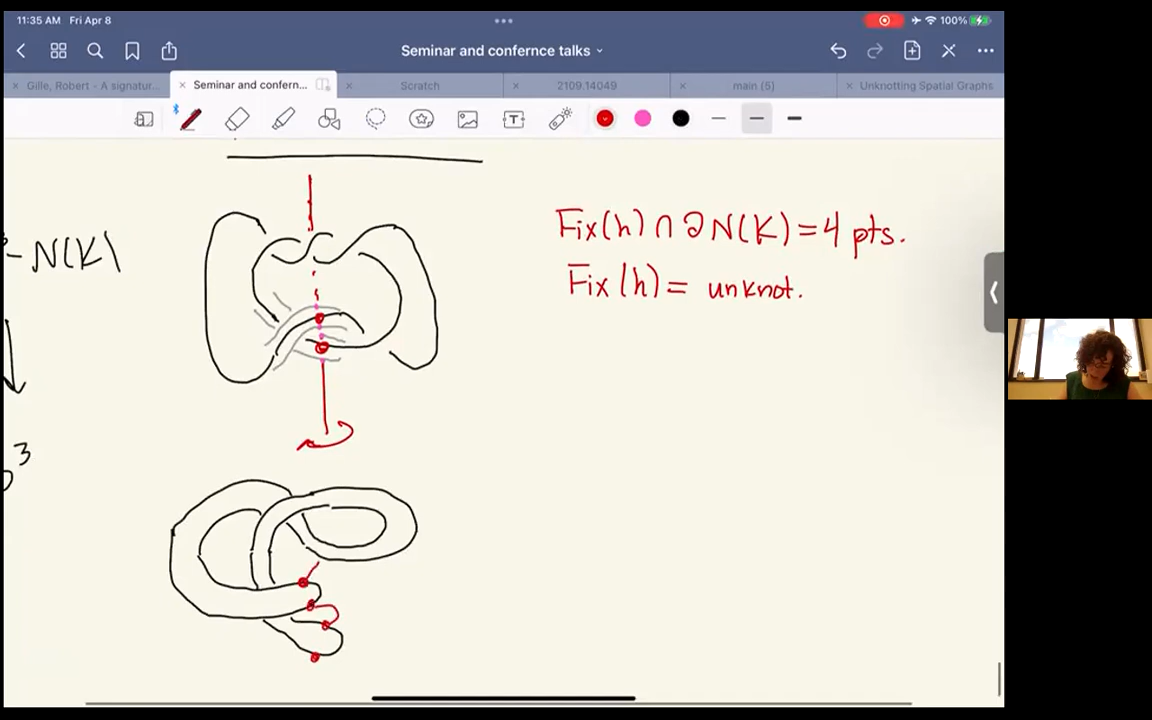 11:35 AM Fri Apr 8
100%
Seminar and confernce talks
Gille, Robert - A signatur...
Seminar and confern...
Scratch
2109.14049
main (5)
Unknotting Spatial Graphs
Fix(h) ∩ ∂N(K) = 4 pts.
- N(K)
Fix(h) = unknot.
3